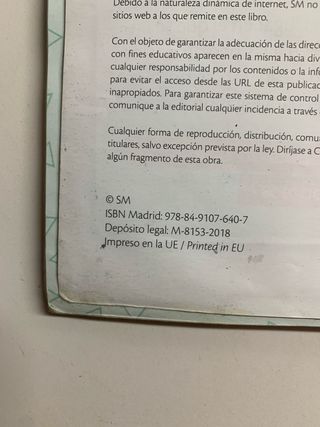 Debido a la naturaleza dinámica de internet, SM no
sitios web a los que remite en este libro.
Con el objeto de garantizar la adecuación de las direc
con fines educativos aparecen en la misma hacia div
cualquier responsabilidad por los contenidos o la info
para evitar el acceso desde las URL de esta publicac
inapropiados. Para garantizar este sistema de control
comunique a la editorial cualquier incidencia a través
Cualquier forma de reproducción, distribución, comu
titulares, salvo excepción prevista por la ley. Diríjase a C
algún fragmento de esta obra.
© SM
ISBN Madrid: 978-84-9107-640-7
Depósito legal: M-8153-2018
Impreso en la UE / Printed in EU